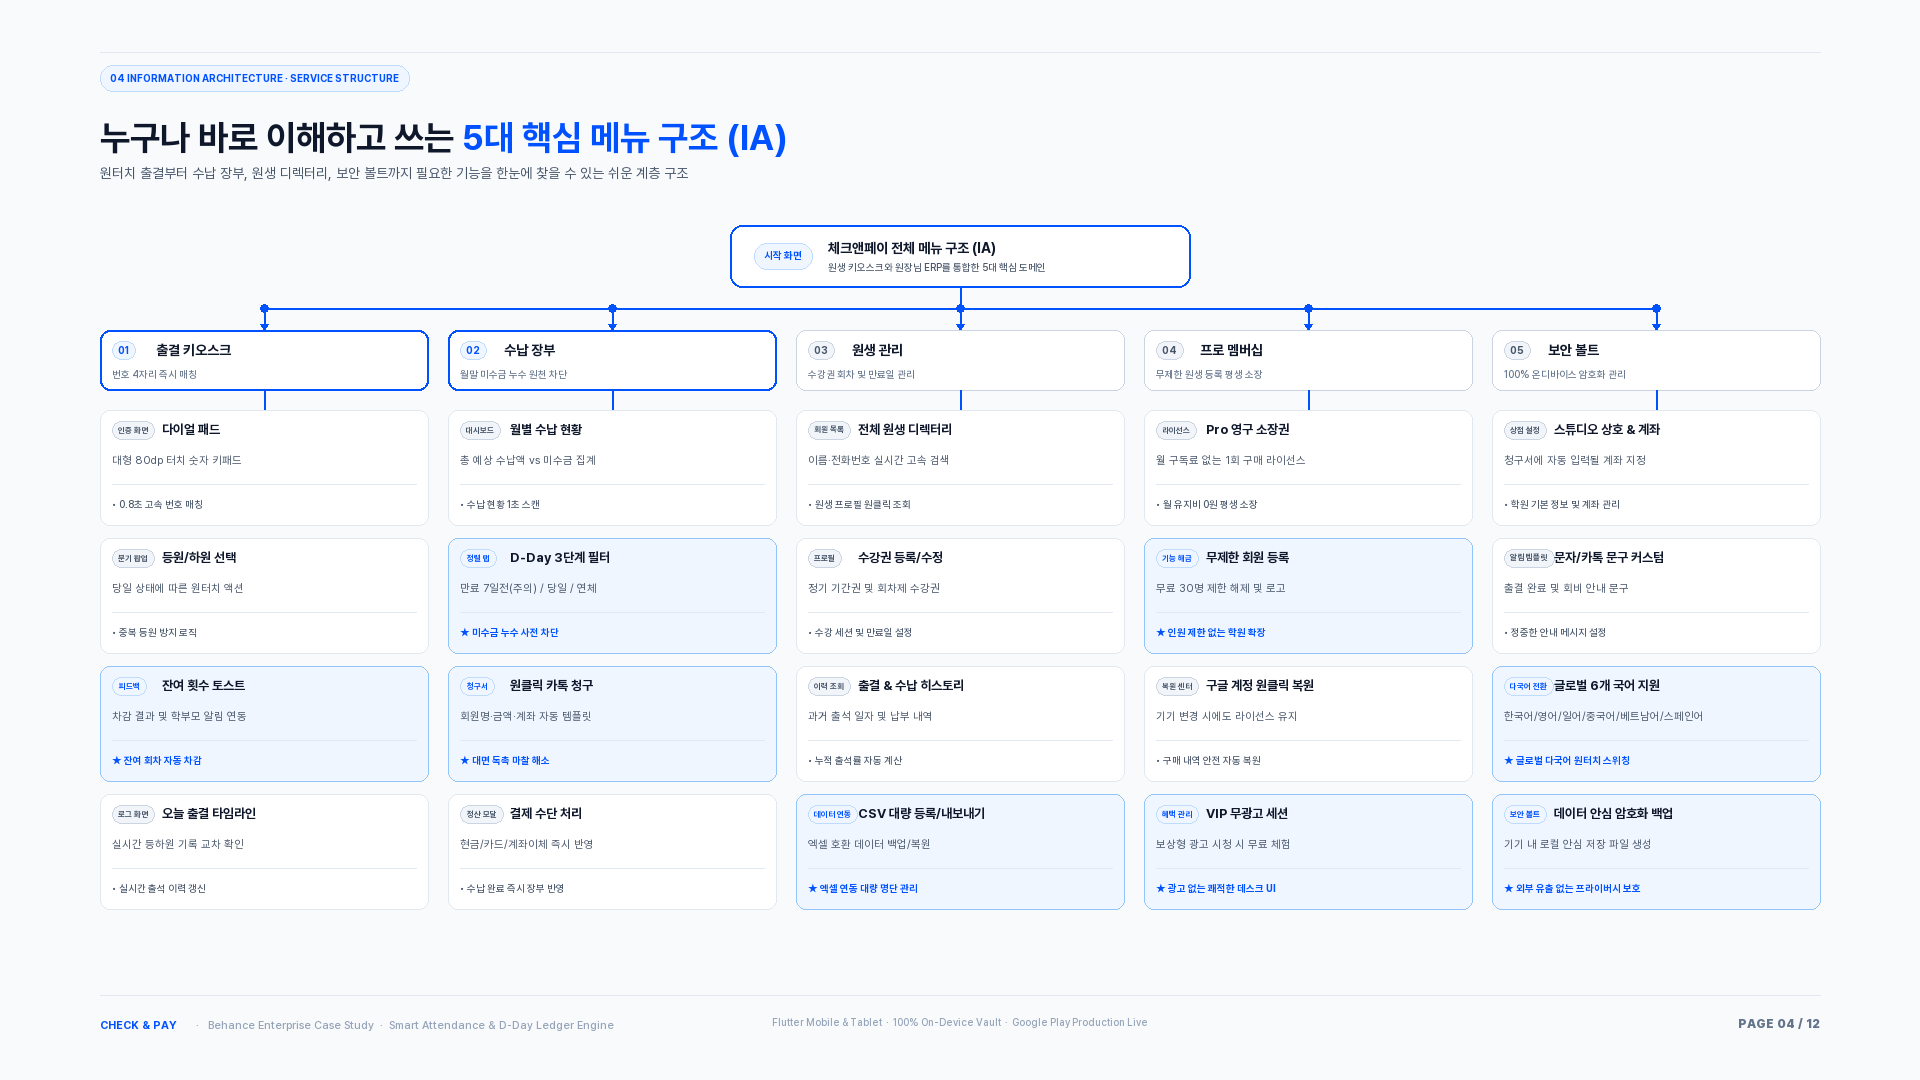 04 INFORMATION ARCHITECTURE · SERVICE STRUCTURE
누구나 바로 이해하고 쓰는 5대 핵심 메뉴 구조 (IA)
원터치 출결부터 수납 장부, 원생 디렉터리, 보안 볼트까지 필요한 기능을 한눈에 찾을 수 있는 쉬운 계층 구조
시작 화면
체크앤페이 전체 메뉴 구조 (IA)
원생 키오스크와 원장님 ERP를 통합한 5대 핵심 도메인
01 출결 키오스크
번호 4자리 즉시 매칭
인증 화면 다이얼 패드
대형 80dp 터치 숫자 키패드
• 0.8초 고속 번호 매칭
분기 팝업 등원/하원 선택
당일 상태에 따른 원터치 액션
• 중복 등원 방지 로직
피드백 잔여 횟수 토스트
차감 결과 및 학부모 알림 연동
★ 잔여 회차 자동 차감
로그 화면 오늘 출결 타임라인
실시간 등하원 기록 교차 확인
• 실시간 출석 이력 갱신
02 수납 장부
월말 미수금 누수 원천 차단
대시보드 월별 수납 현황
총 예상 수납액 vs 미수금 집계
• 수납 현황 1초 스캔
정렬 탭 D-Day 3단계 필터
만료 7일전(주의) / 당일 / 연체
★ 미수금 누수 사전 차단
청구서 원클릭 카톡 청구
회원명·금액·계좌 자동 템플릿
★ 대면 독촉 마찰 해소
정산 모달 결제 수단 처리
현금/카드/계좌이체 즉시 반영
• 수납 완료 즉시 장부 반영
03 원생 관리
수강권 회차 및 만료일 관리
회원 목록 전체 원생 디렉터리
이름·전화번호 실시간 고속 검색
• 원생 프로필 원클릭 조회
프로필 수강권 등록/수정
정기 기간권 및 회차제 수강권
• 수강 세션 및 만료일 설정
이력 조회 출결 & 수납 히스토리
과거 출석 일자 및 납부 내역
• 누적 출석률 자동 계산
데이터 연동 CSV 대량 등록/내보내기
엑셀 호환 데이터 백업/복원
★ 엑셀 연동 대량 명단 관리
04 프로 멤버십
무제한 원생 등록 평생 소장
라이선스 Pro 영구 소장권
월 구독료 없는 1회 구매 라이선스
• 월 유지비 0원 평생 소장
기능 해금 무제한 회원 등록
무료 30명 제한 해제 및 로고
★ 인원 제한 없는 학원 확장
복원 센터 구글 계정 원클릭 복원
기기 변경 시에도 라이선스 유지
• 구매 내역 안전 자동 복원
혜택 관리 VIP 무광고 세션
보상형 광고 시청 시 무료 체험
★ 광고 없는 쾌적한 데스크 UI
05 보안 볼트
100% 온디바이스 암호화 관리
상점 설정 스튜디오 상호 & 계좌
청구서에 자동 입력될 계좌 지정
• 학원 기본 정보 및 계좌 관리
알림 템플릿 문자/카톡 문구 커스텀
출결 완료 및 회비 안내 문구
• 정중한 안내 메시지 설정
다국어 전환 글로벌 6개 국어 지원
한국어/영어/일어/중국어/베트남어/스페인어
★ 글로벌 다국어 원터치 스위칭
보안 볼트 데이터 안심 암호화 백업
기기 내 로컬 안심 저장 파일 생성
★ 외부 유출 없는 프라이버시 보호
CHECK & PAY · Behance Enterprise Case Study · Smart Attendance & D-Day Ledger Engine
Flutter Mobile & Tablet · 100% On-Device Vault · Google Play Production Live
PAGE 04 / 12